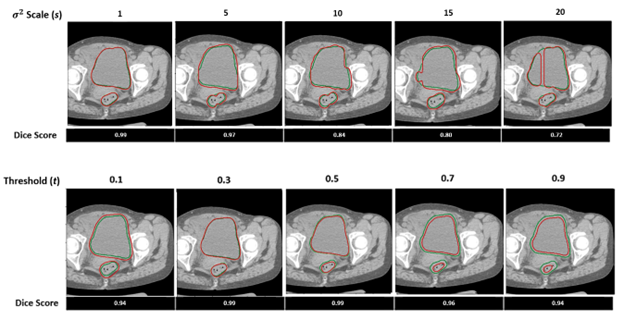 σ² Scale (s) 1 5 10 15 20
Dice Score 0.99 0.97 0.84 0.80 0.72
Threshold (t) 0.1 0.3 0.5 0.7 0.9
Dice Score 0.94 0.99 0.99 0.96 0.94